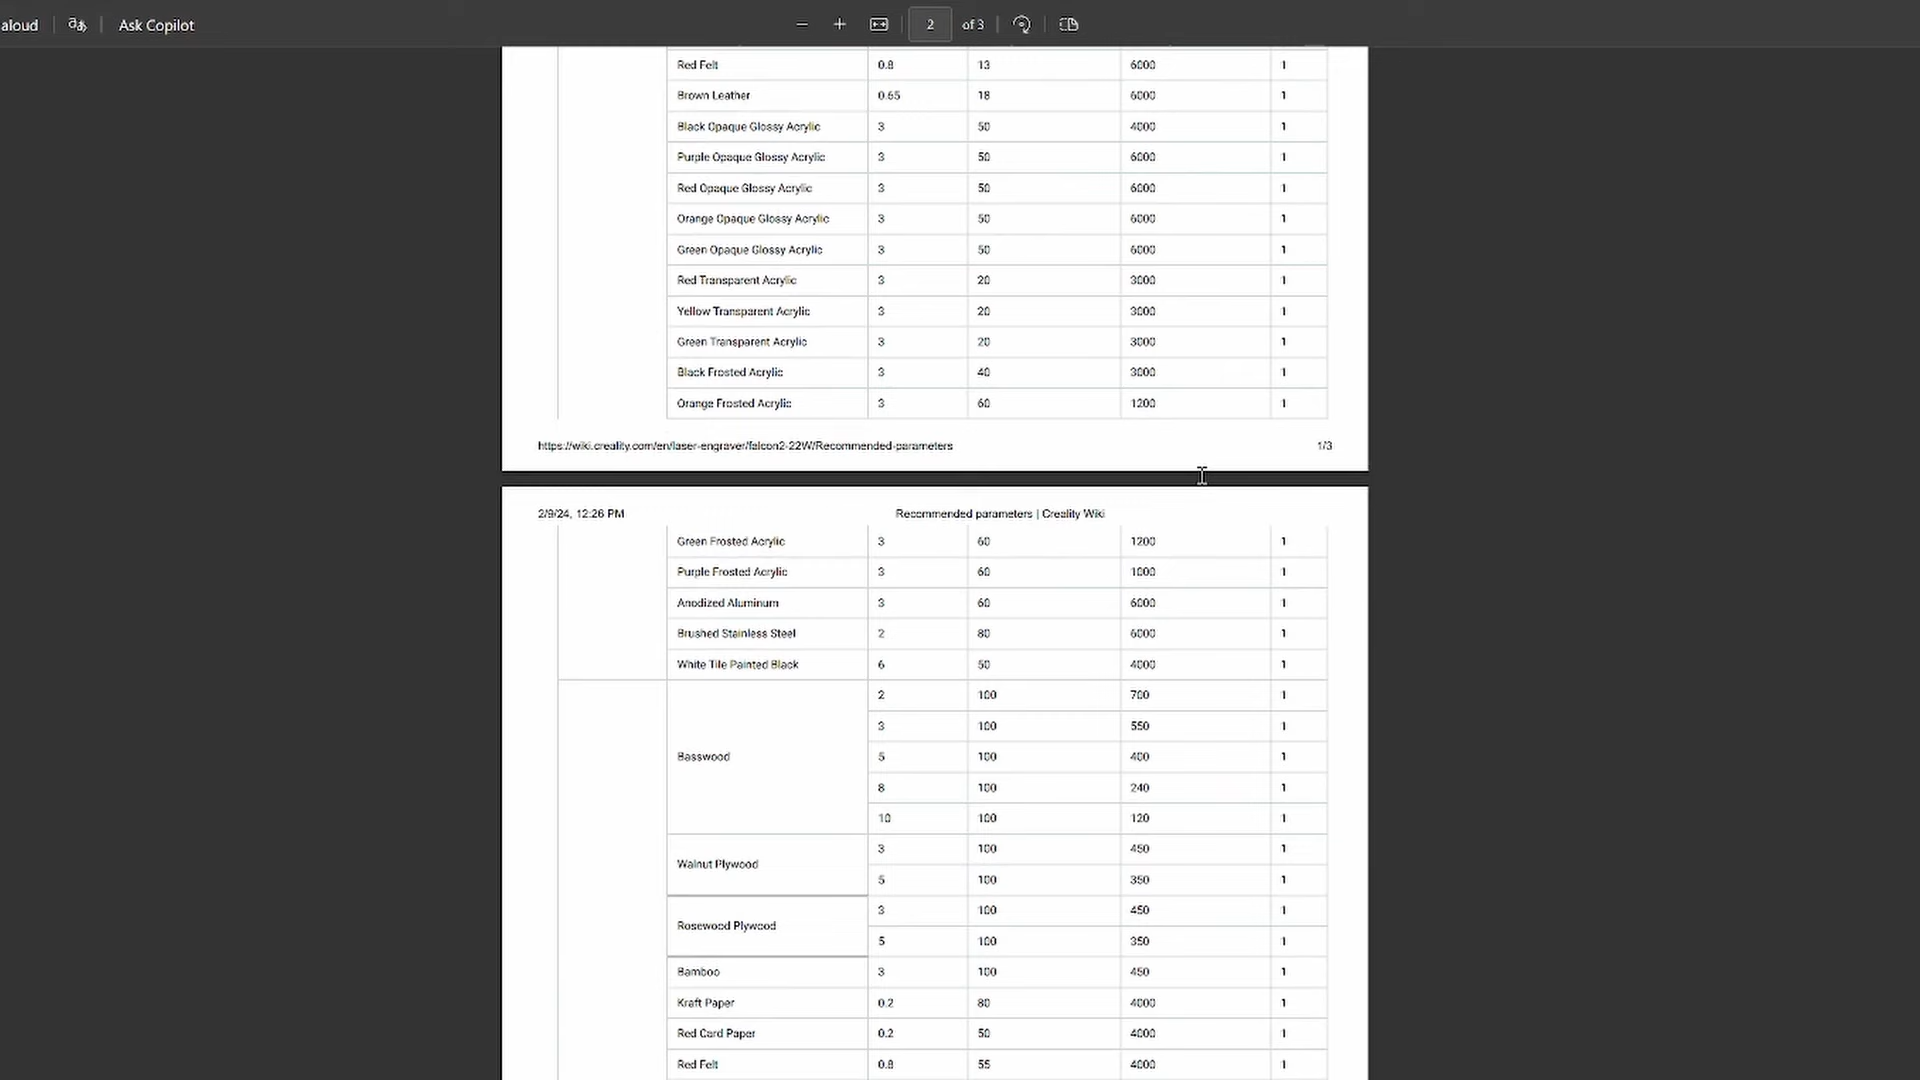 aloud Ask Copilot 2 of 3
Red Felt 0.8 13 6000 1
Brown Leather 0.65 18 6000 1
Black Opaque Glossy Acrylic 3 50 4000 1
Purple Opaque Glossy Acrylic 3 50 6000 1
Red Opaque Glossy Acrylic 3 50 6000 1
Orange Opaque Glossy Acrylic 3 50 6000 1
Green Opaque Glossy Acrylic 3 50 6000 1
Red Transparent Acrylic 3 20 3000 1
Yellow Transparent Acrylic 3 20 3000 1
Green Transparent Acrylic 3 20 3000 1
Black Frosted Acrylic 3 40 3000 1
Orange Frosted Acrylic 3 60 1200 1
https://wiki.creality.com/en/laser-engraver/falcon2-22W/Recommended-parameters 1/3
2/9/24, 12:26 PM Recommended parameters | Creality Wiki
Green Frosted Acrylic 3 60 1200 1
Purple Frosted Acrylic 3 60 1000 1
Anodized Aluminum 3 60 6000 1
Brushed Stainless Steel 2 80 6000 1
White Tile Painted Black 6 50 4000 1
2 100 700 1
3 100 550 1
Basswood 5 100 400 1
8 100 240 1
10 100 120 1
3 100 450 1
Walnut Plywood
5 100 350 1
3 100 450 1
Rosewood Plywood
5 100 350 1
Bamboo 3 100 450 1
Kraft Paper 0.2 80 4000 1
Red Card Paper 0.2 50 4000 1
Red Felt 0.8 55 4000 1